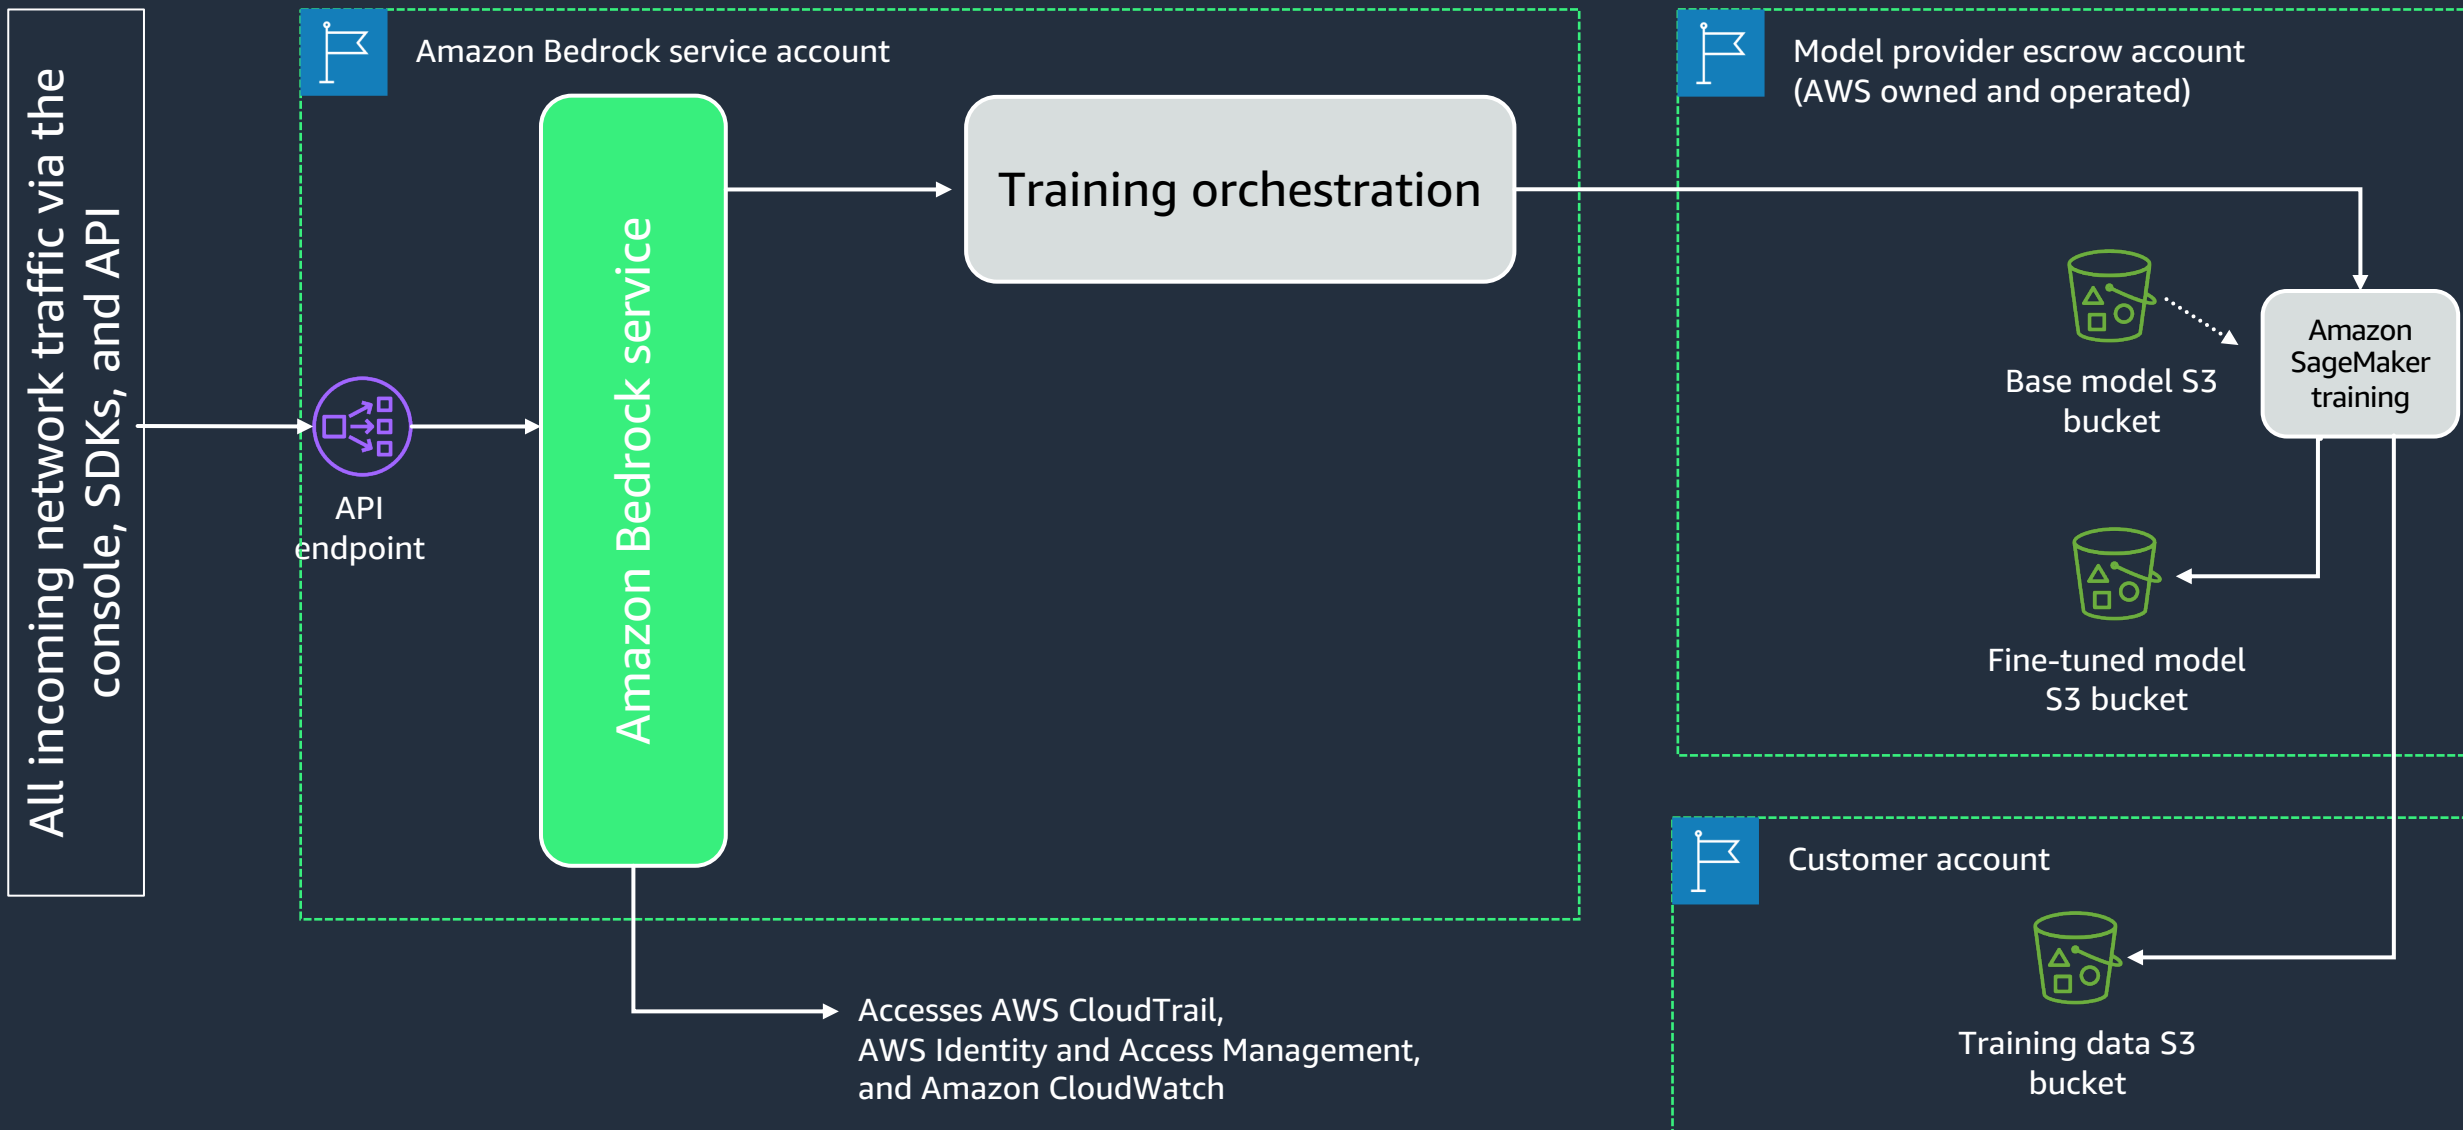 All incoming network traffic via the
console, SDKs, and API
Amazon Bedrock service account
API
endpoint
Amazon Bedrock service
Training orchestration
Accesses AWS CloudTrail,
AWS Identity and Access Management,
and Amazon CloudWatch
Model provider escrow account
(AWS owned and operated)
Base model S3
bucket
Amazon
SageMaker
training
Fine-tuned model
S3 bucket
Customer account
Training data S3
bucket